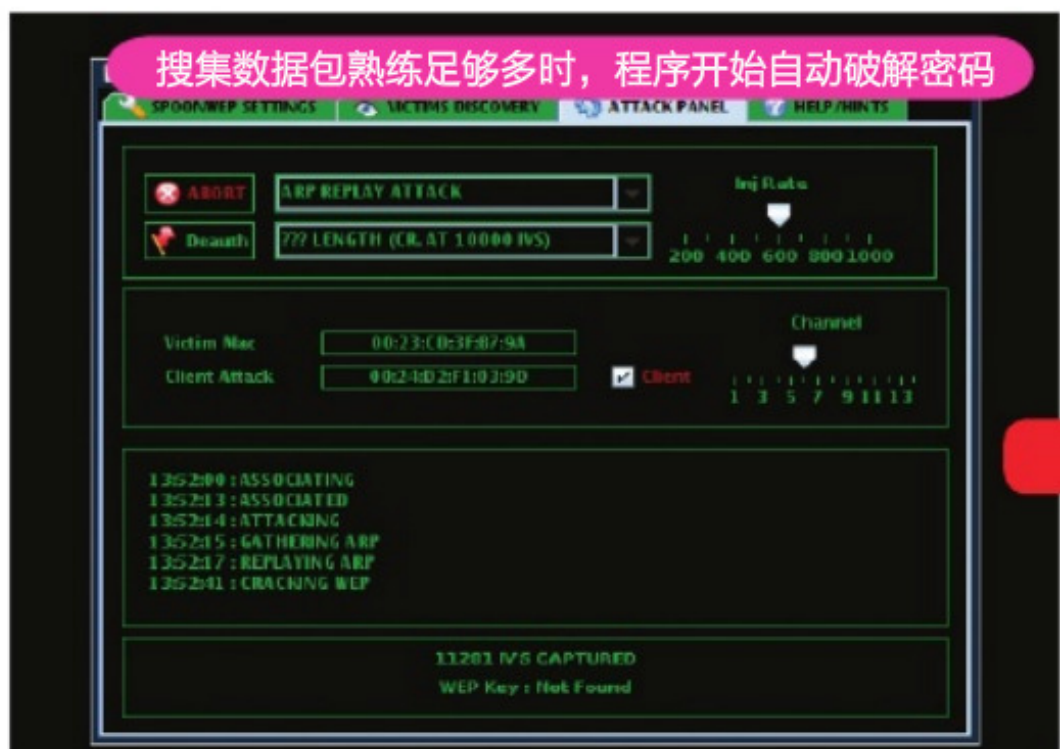 搜集数据包熟练足够多时，程序开始自动破解密码
SPOONWEP SETTINGS VICTIMS DISCOVERY ATTACK PANEL HELP/HINTS
ABORT ARP REPLAY ATTACK Inj Rate
Deauth ??? LENGTH (CR. AT 10000 IVS)
200 400 600 800 1000
Channel
Victim Mac 00:23:CD:3F:87:9A
Client Attack 00:24:D2:F1:03:9D Client
1 3 5 7 9 11 13
13:52:00 : ASSOCIATING
13:52:13 : ASSOCIATED
13:52:14 : ATTACKING
13:52:15 : GATHERING ARP
13:52:17 : REPLAYING ARP
13:52:41 : CRACKING WEP
11281 IVS CAPTURED
WEP Key : Not Found